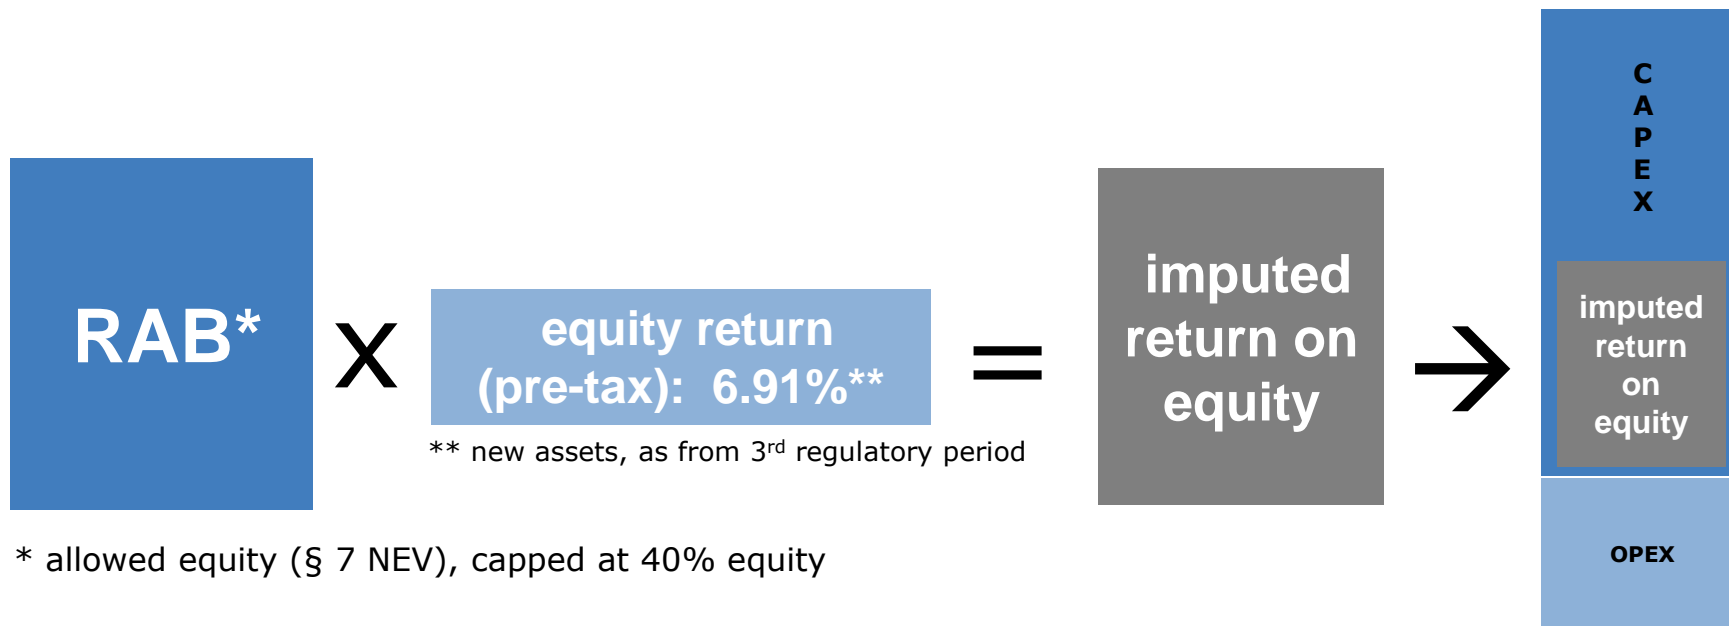 RAB*
X
equity return
(pre-tax): 6.91%**
=
imputed
return on
equity
→
C
A
P
E
X
imputed
return
on
equity
OPEX
** new assets, as from 3rd regulatory period
* allowed equity (§ 7 NEV), capped at 40% equity